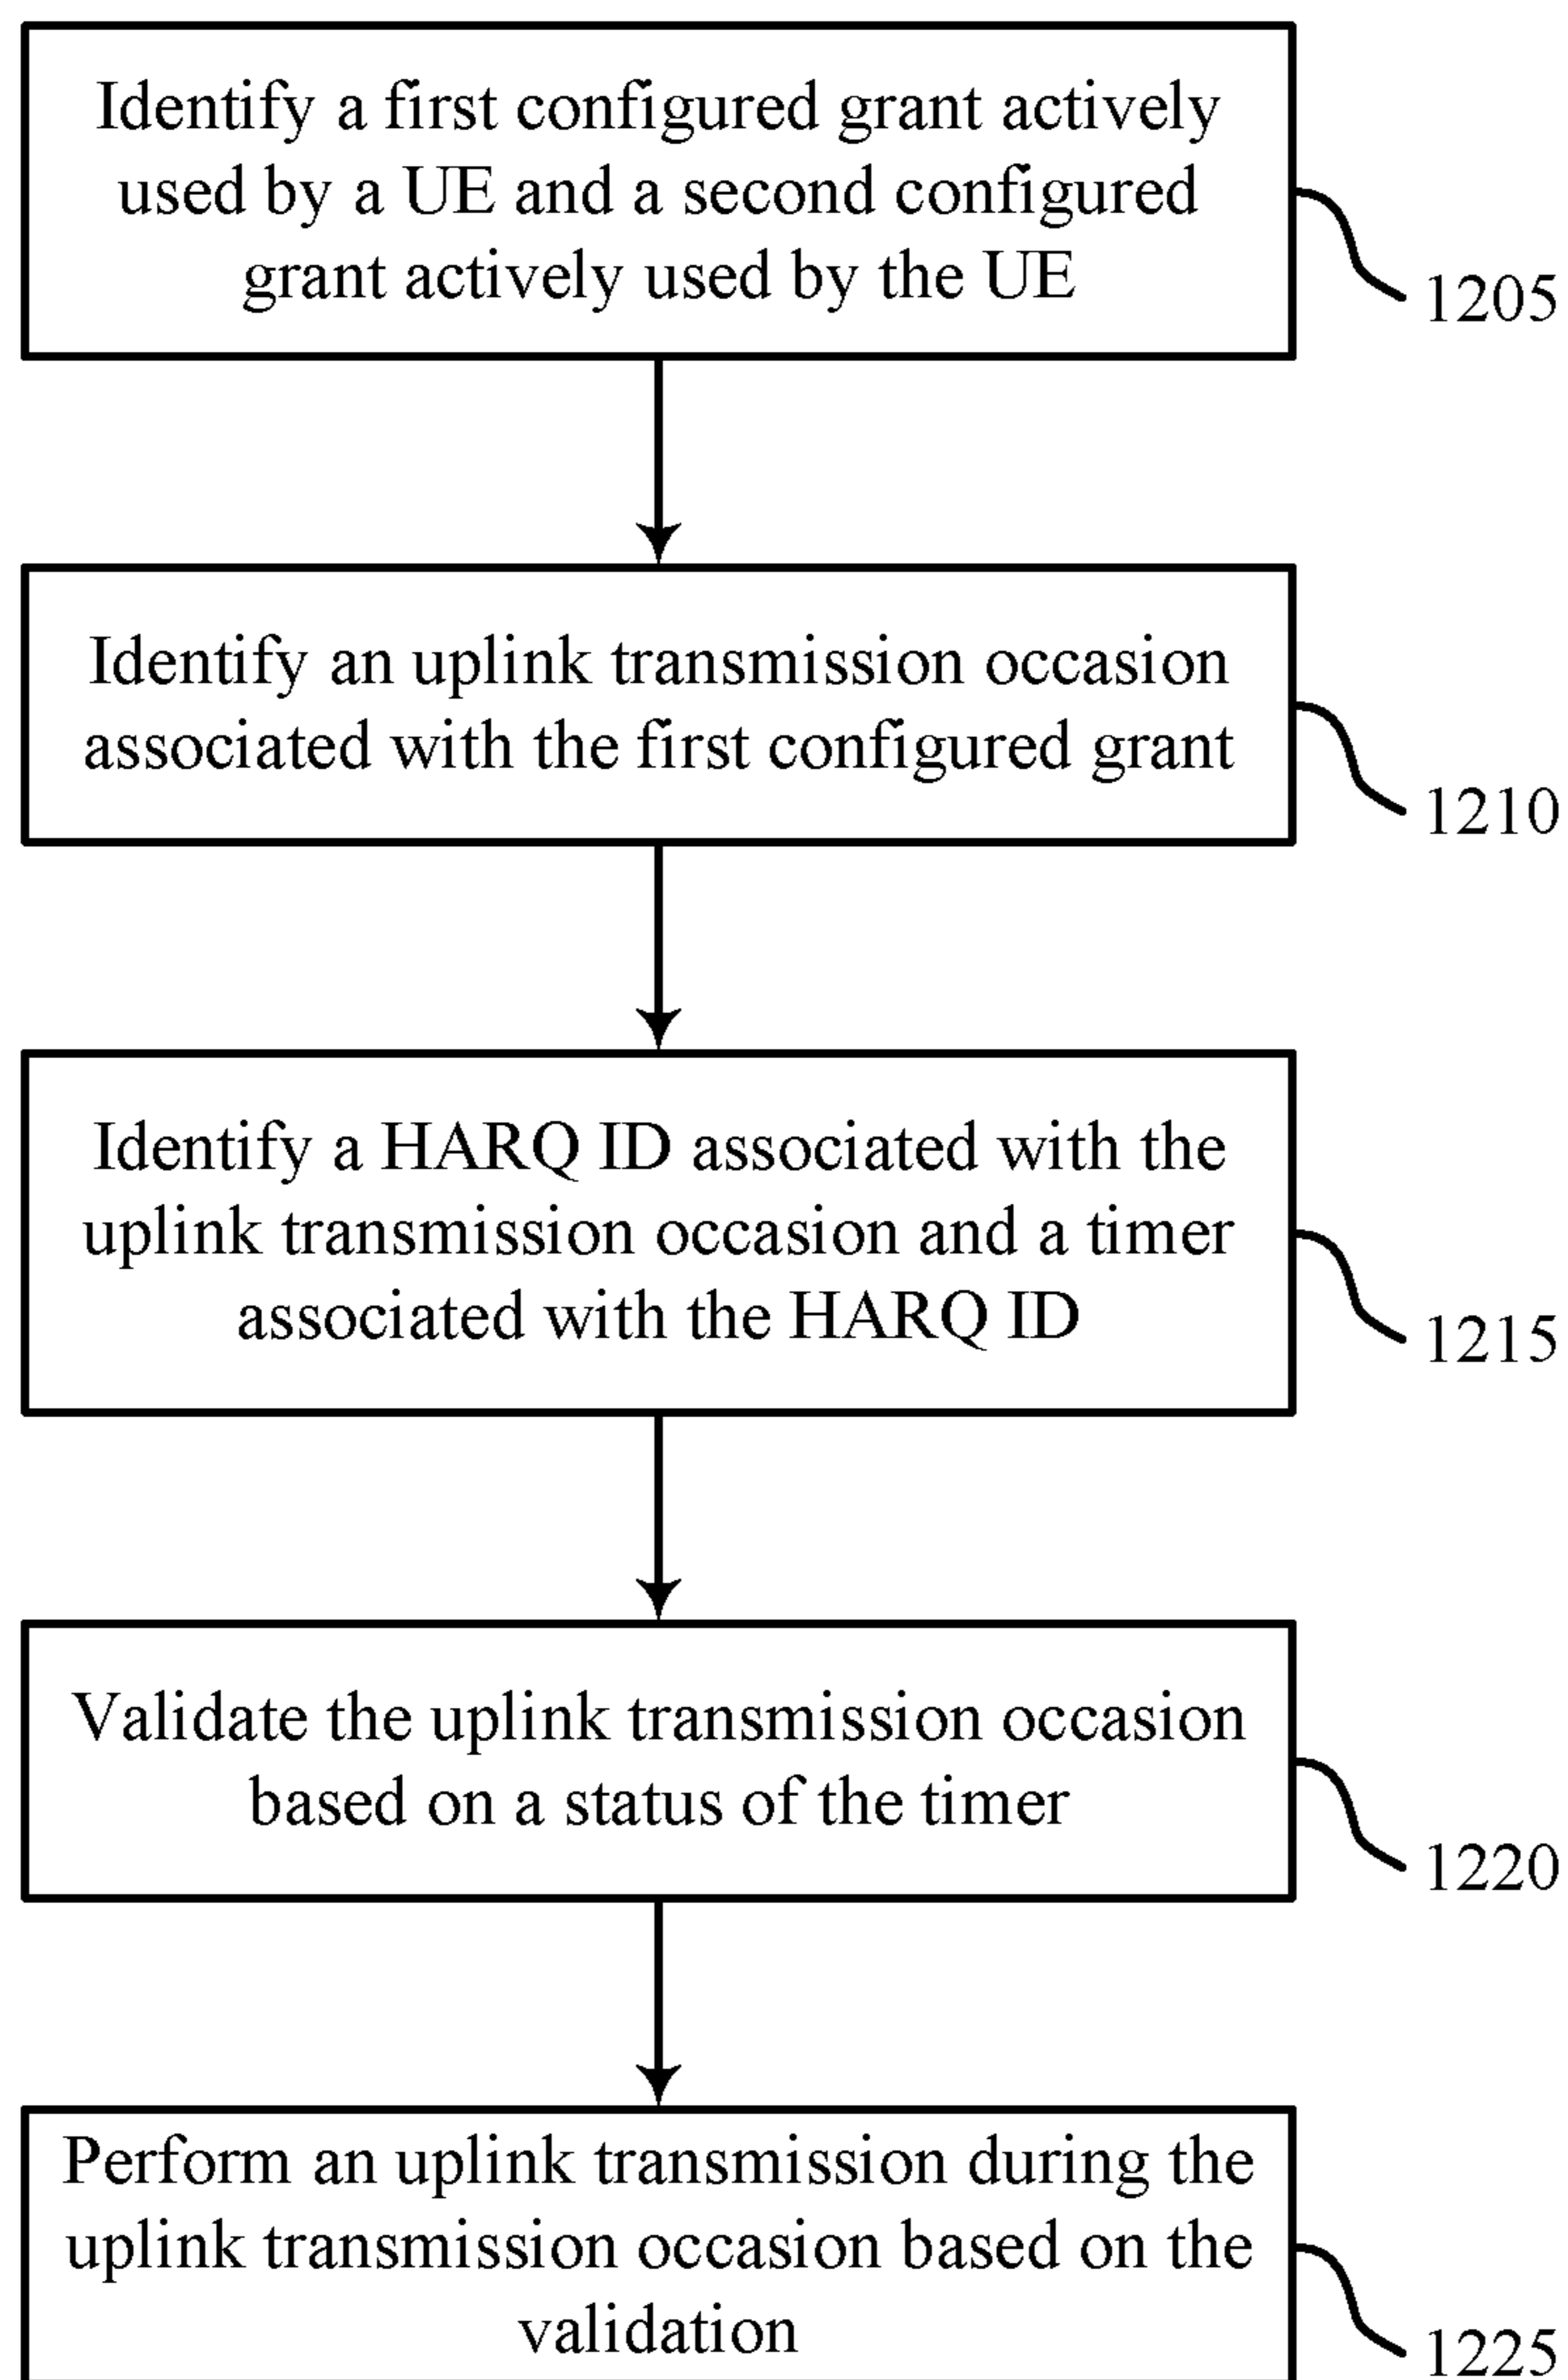 Identify a first configured grant actively
used by a UE and a second configured
grant actively used by the UE
1205
Identify an uplink transmission occasion
associated with the first configured grant
1210
Identify a HARQ ID associated with the
uplink transmission occasion and a timer
associated with the HARQ ID
1215
Validate the uplink transmission occasion
based on a status of the timer
1220
Perform an uplink transmission during the
uplink transmission occasion based on the
validation
1225